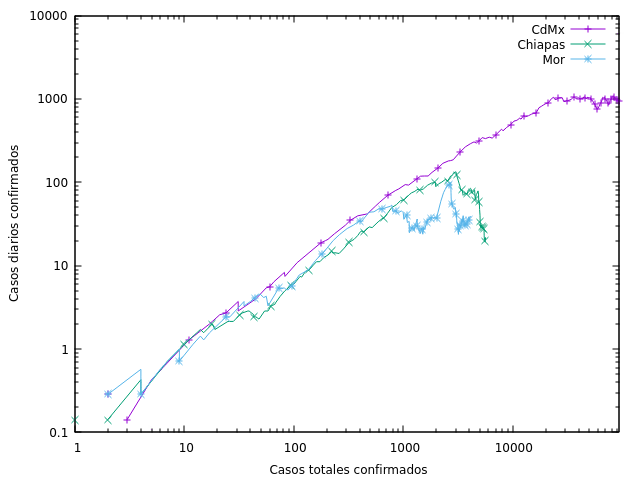 10000
1000
100
10
1
0.1
Casos diarios confirmados
CdMx
Chiapas
Mor
1 10 100 1000 10000
Casos totales confirmados